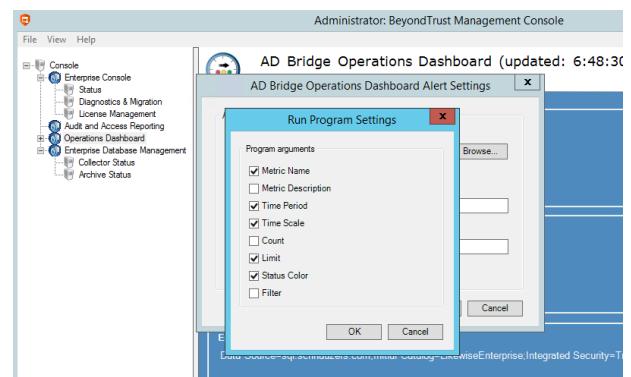 Administrator: BeyondTrust Management Console
File View Help
Console
Enterprise Console
Status
Diagnostics & Migration
License Management
Audit and Access Reporting
Operations Dashboard
Enterprise Database Management
Collector Status
Archive Status
AD Bridge Operations Dashboard (updated: 6:48:30
AD Bridge Operations Dashboard Alert Settings
x
Run Program Settings
x
Program arguments
Metric Name
Metric Description
Time Period
Time Scale
Count
Limit
Status Color
Filter
OK
Cancel
Browse...
Cancel